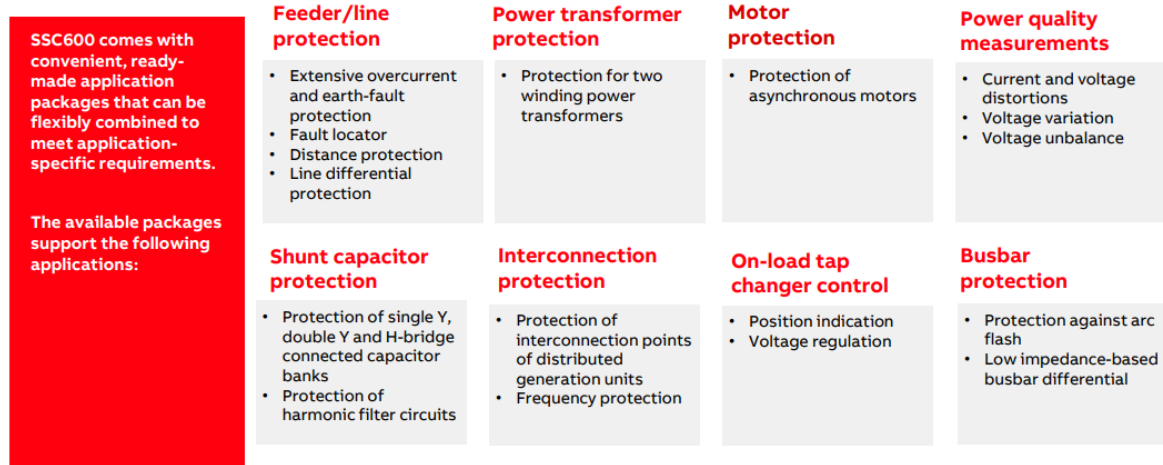 SSC600 comes with
convenient, ready-
made application
packages that can be
flexibly combined to
meet application-
specific requirements.
The available packages
support the following
applications:
Feeder/line
protection
• Extensive overcurrent
and earth-fault
protection
• Fault locator
• Distance protection
• Line differential
protection
Power transformer
protection
• Protection for two
winding power
transformers
Motor
protection
• Protection of
asynchronous motors
Power quality
measurements
• Current and voltage
distortions
• Voltage variation
• Voltage unbalance
Shunt capacitor
protection
• Protection of single Y,
double Y and H-bridge
connected capacitor
banks
• Protection of
harmonic filter circuits
Interconnection
protection
• Protection of
interconnection points
of distributed
generation units
• Frequency protection
On-load tap
changer control
• Position indication
• Voltage regulation
Busbar
protection
• Protection against arc
flash
• Low impedance-based
busbar differential